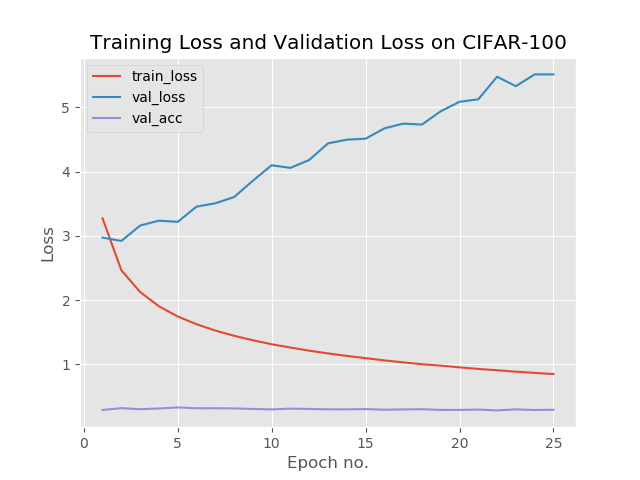 Training Loss and Validation Loss on CIFAR-100
train_loss
val_loss
val_acc
5
4
3
2
1
Loss
0 5 10 15 20 25
Epoch no.